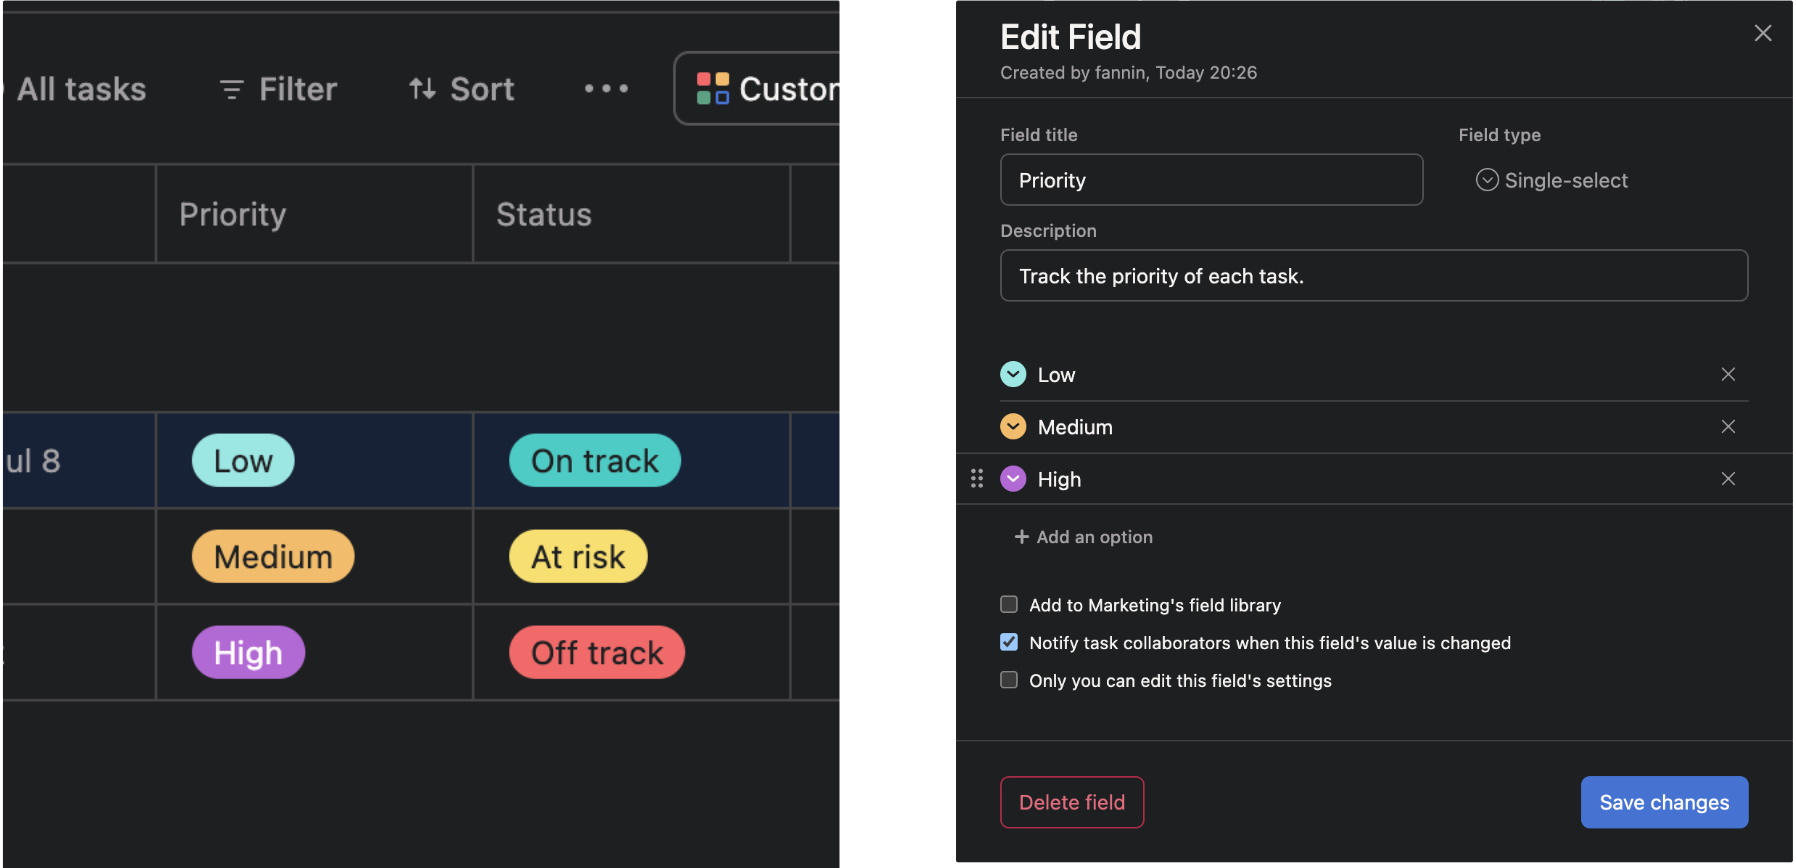 All tasks
Filter
Sort
Custom
Priority
Status
ul 8
Low
On track
Medium
At risk
High
Off track
Edit Field
Created by fannin, Today 20:26
Field title
Field type
Priority
Single-select
Description
Track the priority of each task.
Low
Medium
High
+ Add an option
Add to Marketing's field library
Notify task collaborators when this field's value is changed
Only you can edit this field's settings
Delete field
Save changes